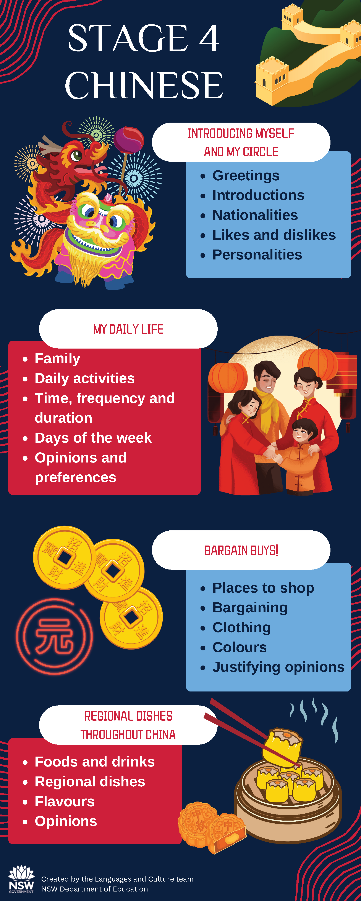 STAGE 4
CHINESE
INTRODUCING MYSELF
AND MY CIRCLE
• Greetings
• Introductions
• Nationalities
• Likes and dislikes
• Personalities
MY DAILY LIFE
• Family
• Daily activities
• Time, frequency and
duration
• Days of the week
• Opinions and
preferences
BARGAIN BUYS!
元
• Places to shop
• Bargaining
• Clothing
• Colours
• Justifying opinions
REGIONAL DISHES
THROUGHOUT CHINA
• Foods and drinks
• Regional dishes
• Flavours
• Opinions
NSW
GOVERNMENT
Created by the Languages and Culture team
NSW Department of Education